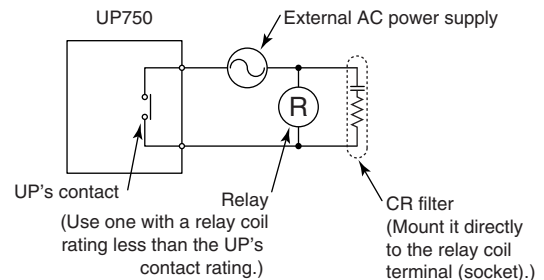 UP750
External AC power supply
R
UP's contact
Relay
(Use one with a relay coil
rating less than the UP's
contact rating.)
CR filter
(Mount it directly
to the relay coil
terminal (socket).)